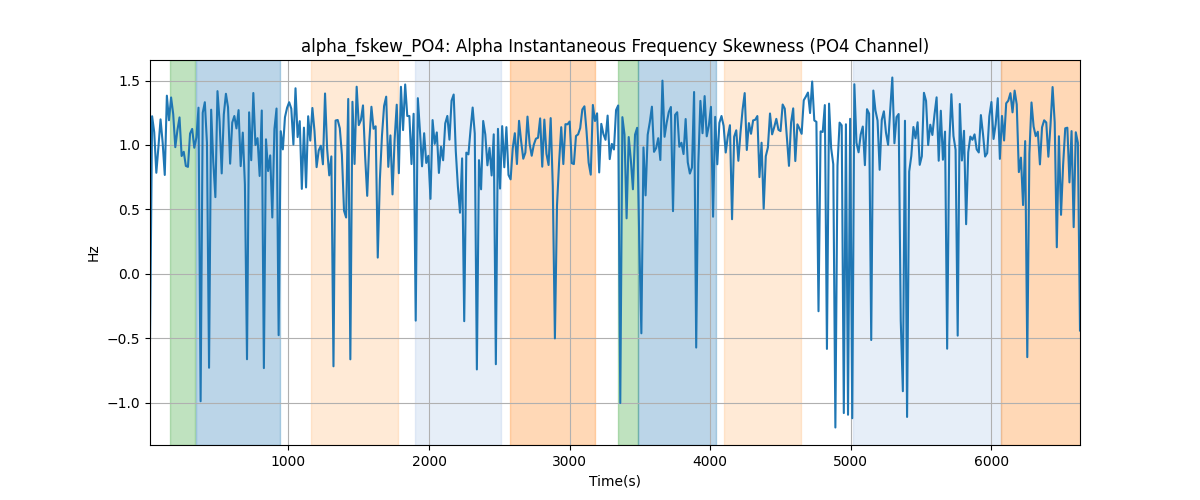 alpha_fskew_PO4: Alpha Instantaneous Frequency Skewness (PO4 Channel)
1.5
1.0
0.5
0.0
−0.5
−1.0
Hz
1000 2000 3000 4000 5000 6000
Time(s)